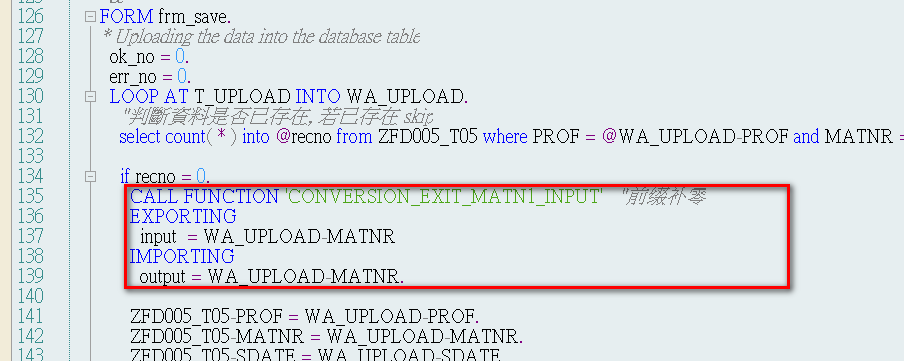 126 FORM frm_save.
127 * Uploading the data into the database table
128 ok_no = 0.
129 err_no = 0.
130 LOOP AT T_UPLOAD INTO WA_UPLOAD.
131 "判斷資料是否已存在, 若已存在 skip.
132 select count( * ) into @recno from ZFD005_T05 where PROF = @WA_UPLOAD-PROF and MATNR =
133
134 if recno = 0.
135 CALL FUNCTION 'CONVERSION_EXIT_MATN1_INPUT' "前缀补零
136 EXPORTING
137 input = WA_UPLOAD-MATNR
138 IMPORTING
139 output = WA_UPLOAD-MATNR.
140
141 ZFD005_T05-PROF = WA_UPLOAD-PROF.
142 ZFD005_T05-MATNR = WA_UPLOAD-MATNR.
143 ZFD005_T05-SDATE = WA_UPLOAD-SDATE